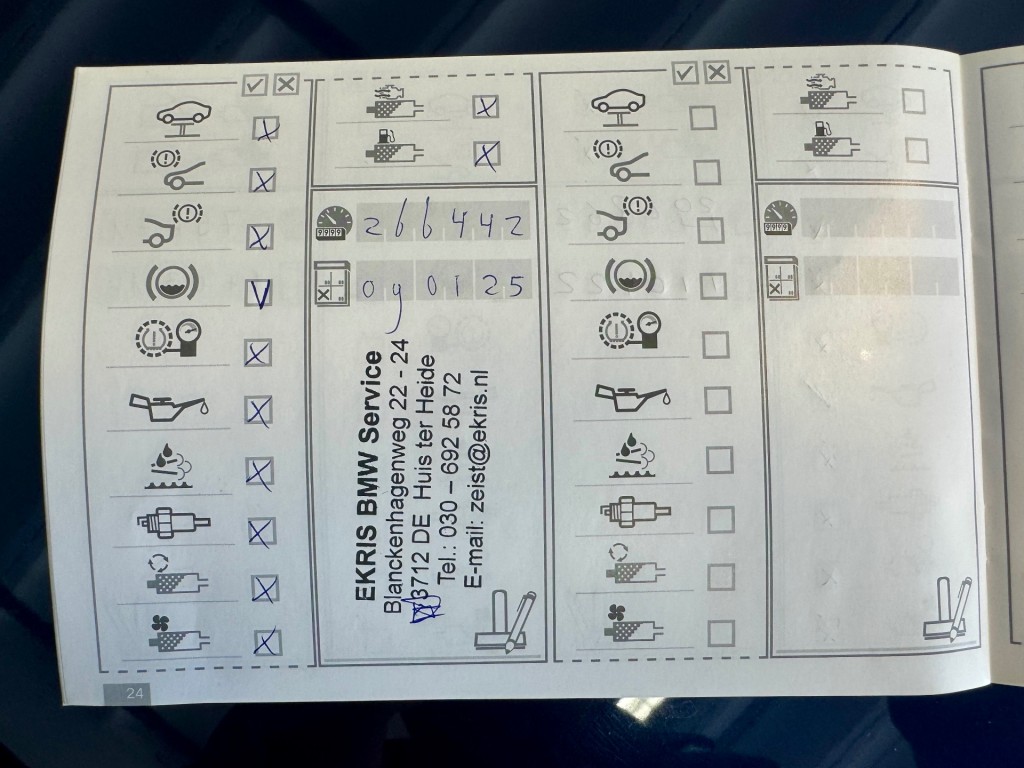 266442
090125
EKRIS BMW Service
Blanckenhagenweg 22 - 24
3712 DE Huis ter Heide
Tel.: 030 – 692 58 72
E-mail: zeist@ekris.nl
24